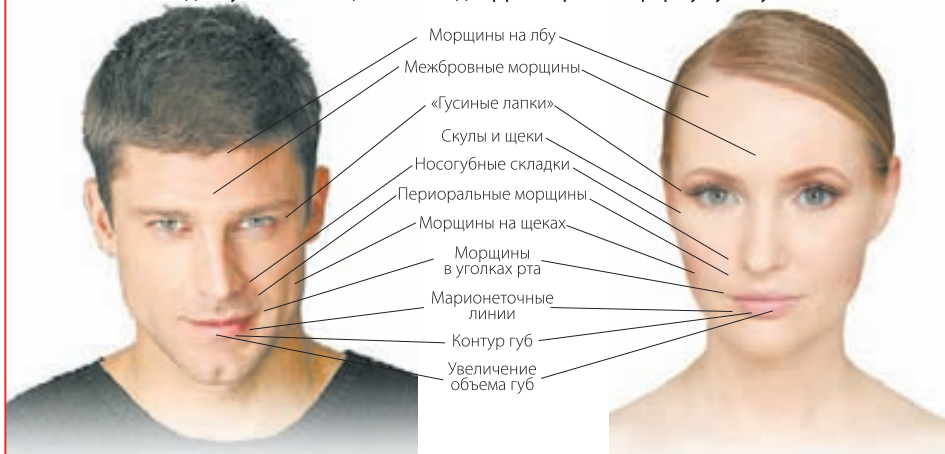 Морщины на лбу
Межбровные морщины
«Гусиные лапки»
Скулы и щеки
Носогубные складки
Периоральные морщины
Морщины на щеках
Морщины
в уголках рта
Марионеточные
линии
Контур губ
Увеличение
объема губ